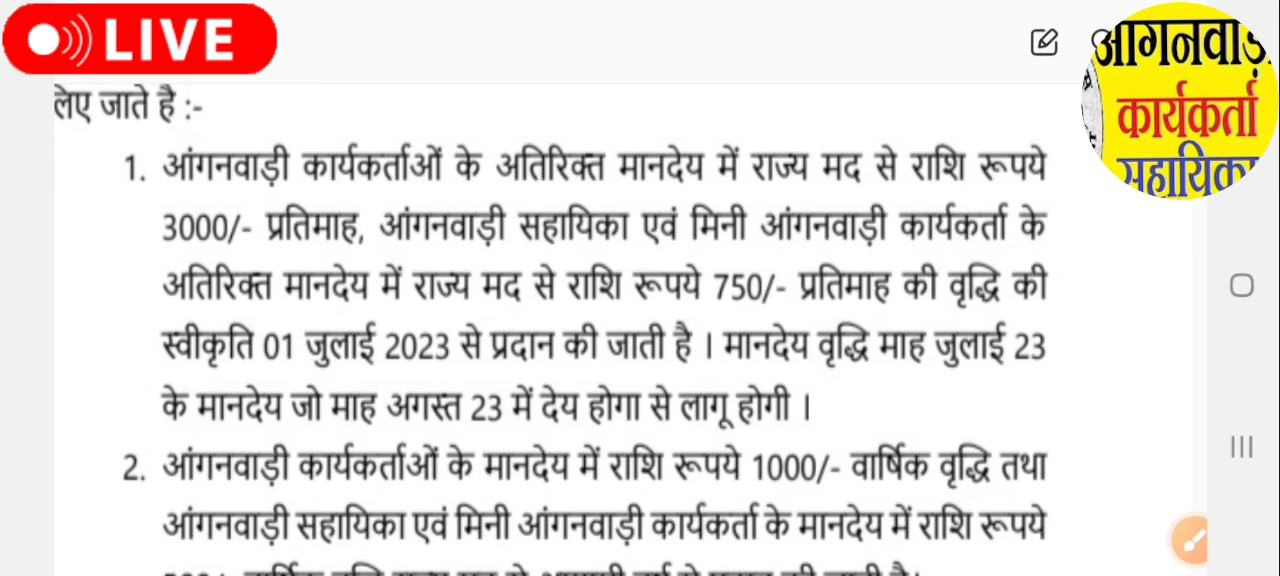 LIVE
आंगनवाड़ी
कार्यकर्ता
सहायिका
लिए जाते है :-
1. आंगनवाड़ी कार्यकर्ताओं के अतिरिक्त मानदेय में राज्य मद से राशि रूपये
3000/- प्रतिमाह, आंगनवाड़ी सहायिका एवं मिनी आंगनवाड़ी कार्यकर्ता के
अतिरिक्त मानदेय में राज्य मद से राशि रूपये 750/- प्रतिमाह की वृद्धि की
स्वीकृति 01 जुलाई 2023 से प्रदान की जाती है । मानदेय वृद्धि माह जुलाई 23
के मानदेय जो माह अगस्त 23 में देय होगा से लागू होगी ।
2. आंगनवाड़ी कार्यकर्ताओं के मानदेय में राशि रूपये 1000/- वार्षिक वृद्धि तथा
आंगनवाड़ी सहायिका एवं मिनी आंगनवाड़ी कार्यकर्ता के मानदेय में राशि रूपये